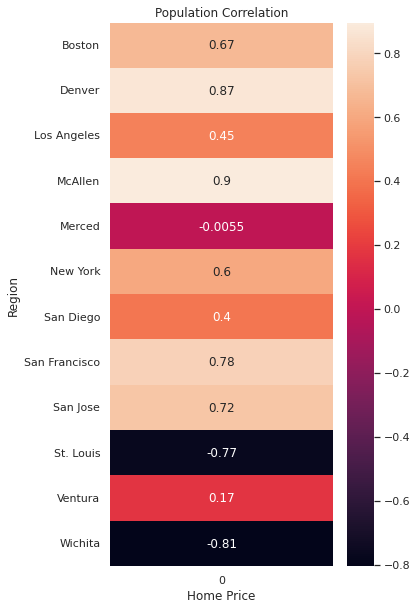 Population Correlation
Region
Boston 0.67
Denver 0.87
Los Angeles 0.45
McAllen 0.9
Merced -0.0055
New York 0.6
San Diego 0.4
San Francisco 0.78
San Jose 0.72
St. Louis -0.77
Ventura 0.17
Wichita -0.81
0
Home Price
0.8
0.6
0.4
0.2
0.0
−0.2
−0.4
−0.6
−0.8